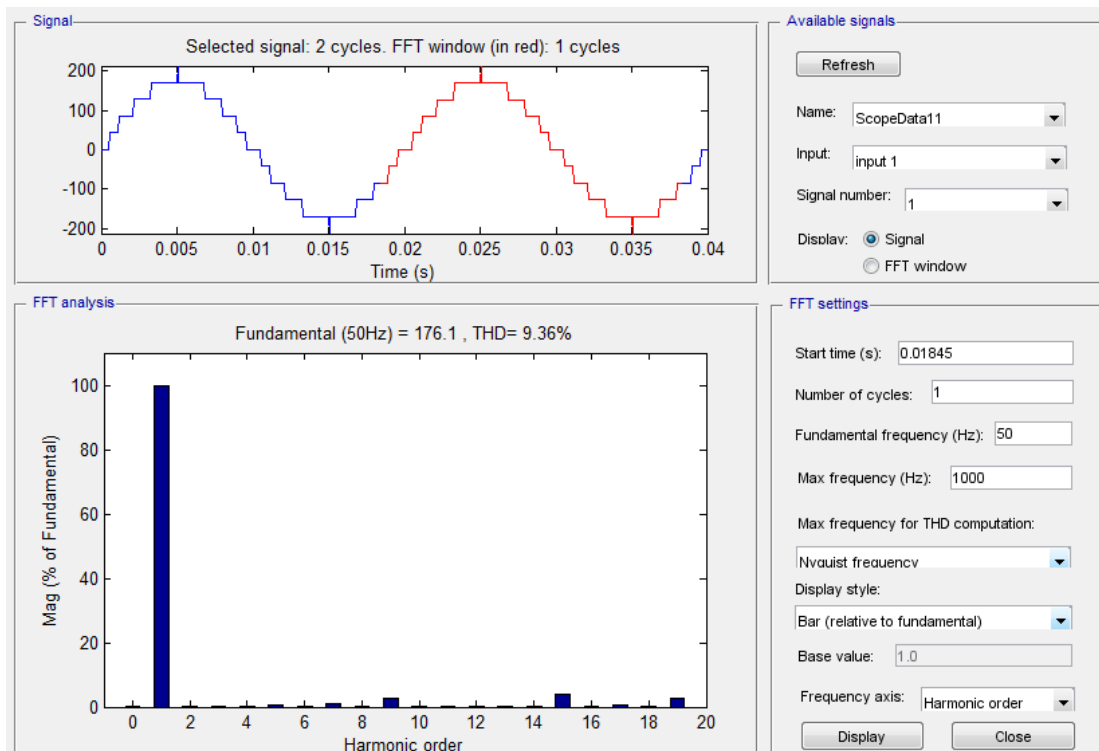 Signal
Selected signal: 2 cycles. FFT window (in red): 1 cycles
200
100
0
-100
-200
0 0.005 0.01 0.015 0.02 0.025 0.03 0.035 0.04
Time (s)
Available signals
Refresh
Name: ScopeData11
Input: input 1
Signal number: 1
Display: Signal
FFT window
FFT analysis
Fundamental (50Hz) = 176.1 , THD= 9.36%
100
80
60
40
20
0
Mag (% of Fundamental)
0 2 4 6 8 10 12 14 16 18 20
Harmonic order
FFT settings
Start time (s): 0.01845
Number of cycles: 1
Fundamental frequency (Hz): 50
Max frequency (Hz): 1000
Max frequency for THD computation:
Nyquist frequency
Display style:
Bar (relative to fundamental)
Base value: 1.0
Frequency axis: Harmonic order
Display Close